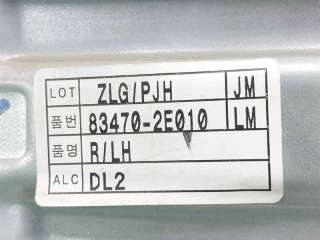 LOT ZLG/PJH JM
품번 83470-2E010 LM
품명 R/LH
ALC DL2